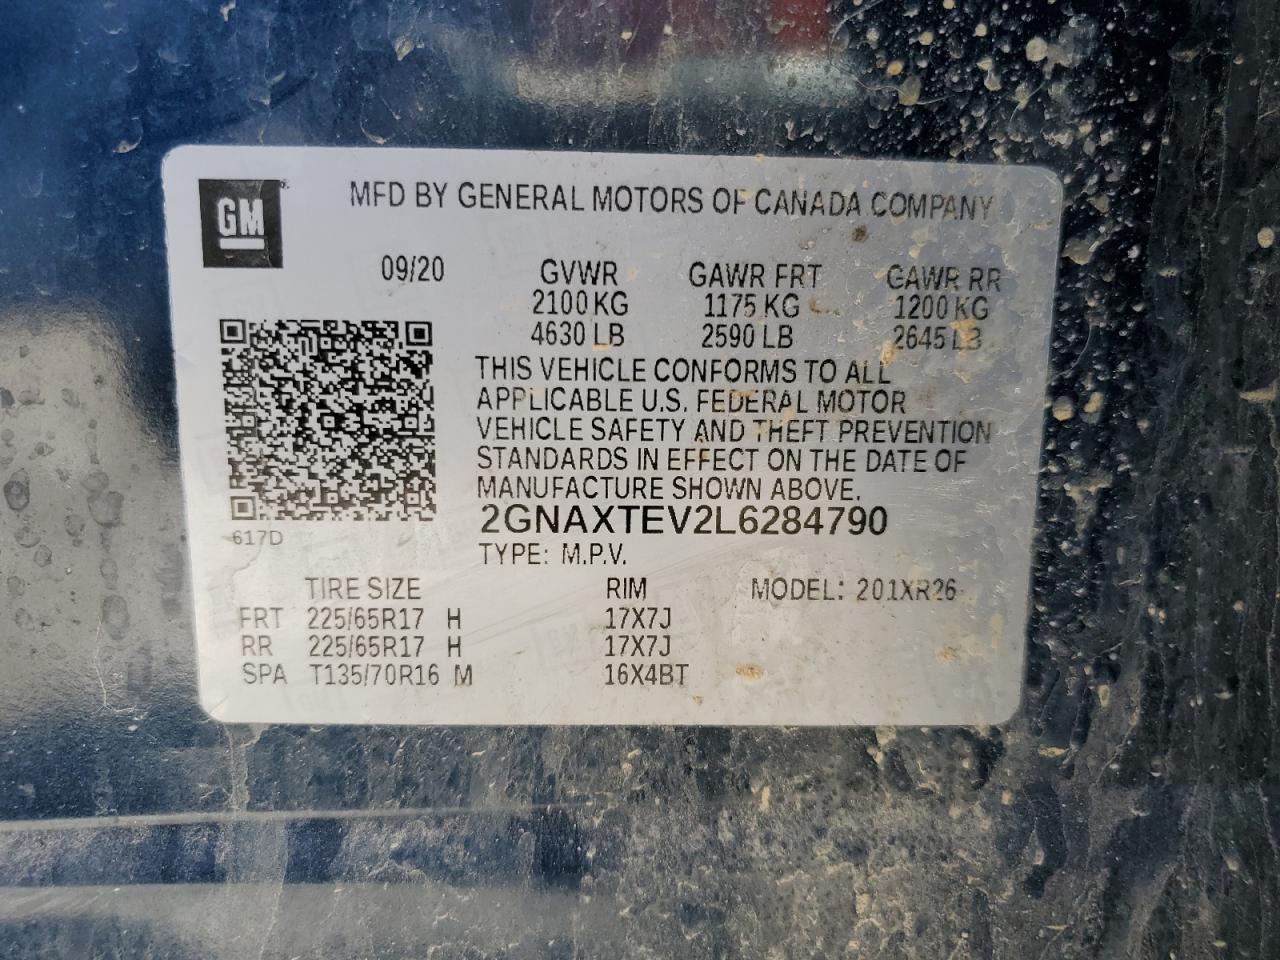 GM
MFD BY GENERAL MOTORS OF CANADA COMPANY
09/20
GVWR GAWR FRT GAWR RR
2100 KG 1175 KG 1200 KG
4630 LB 2590 LB 2645 LB
THIS VEHICLE CONFORMS TO ALL
APPLICABLE U.S. FEDERAL MOTOR
VEHICLE SAFETY AND THEFT PREVENTION
STANDARDS IN EFFECT ON THE DATE OF
MANUFACTURE SHOWN ABOVE.
2GNAXTEV2L6284790
617D
TYPE: M.P.V.
TIRE SIZE RIM MODEL: 201XR26
FRT 225/65R17 H 17X7J
RR 225/65R17 H 17X7J
SPA T135/70R16 M 16X4BT